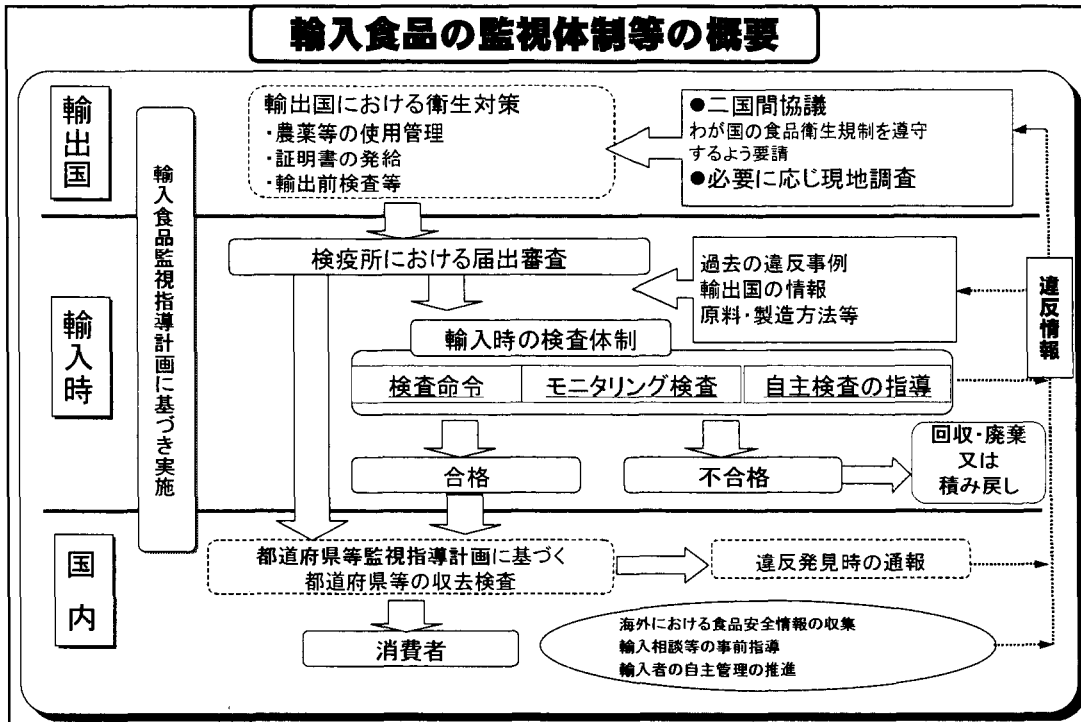 輸入食品の監視体制等の概要
輸出国
輸入食品監視指導計画に基づき実施
輸出国における衛生対策
・農薬等の使用管理
・証明書の発給
・輸出前検査等
●二国間協議
わが国の食品衛生規制を遵守
するよう要請
●必要に応じ現地調査
輸入時
検疫所における届出審査
過去の違反事例
輸出国の情報
原料・製造方法等
違反情報
輸入時の検査体制
検査命令
モニタリング検査
自主検査の指導
合格
不合格
回収・廃棄
又は
積み戻し
国内
都道府県等監視指導計画に基づく
都道府県等の収去検査
違反発見時の通報
消費者
海外における食品安全情報の収集
輸入相談等の事前指導
輸入者の自主管理の推進